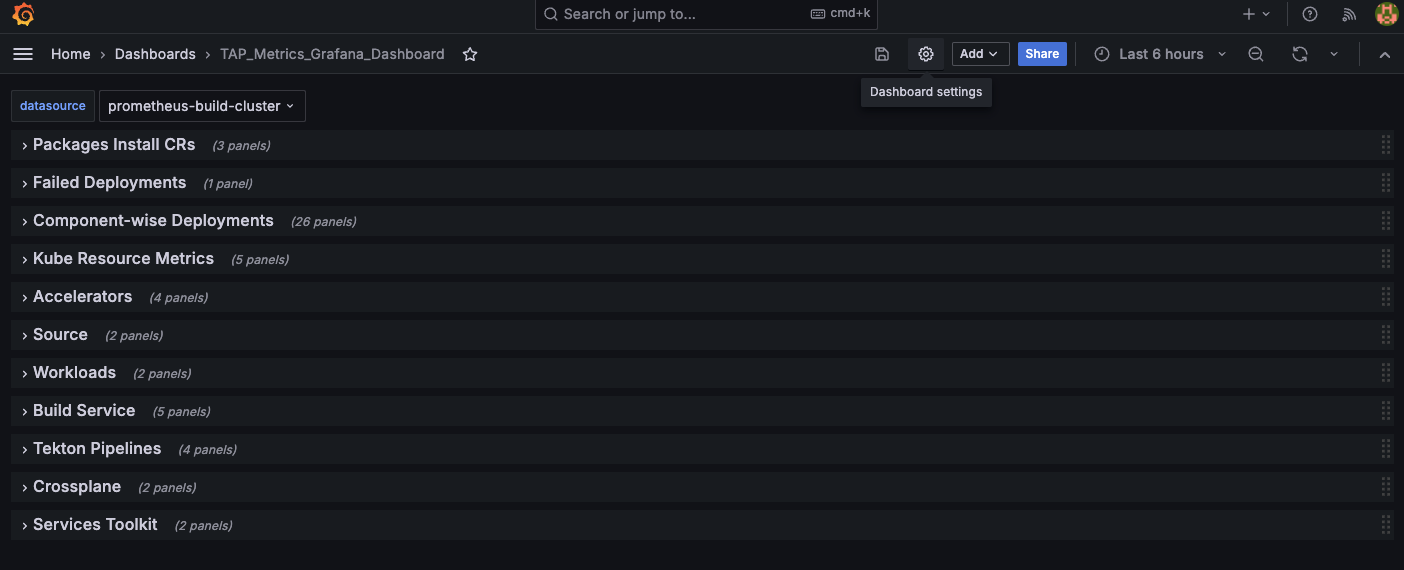 Search or jump to... cmd+k
Home › Dashboards › TAP_Metrics_Grafana_Dashboard Add Share Last 6 hours
Dashboard settings
datasource prometheus-build-cluster
Packages Install CRs (3 panels)
Failed Deployments (1 panel)
Component-wise Deployments (26 panels)
Kube Resource Metrics (5 panels)
Accelerators (4 panels)
Source (2 panels)
Workloads (2 panels)
Build Service (5 panels)
Tekton Pipelines (4 panels)
Crossplane (2 panels)
Services Toolkit (2 panels)